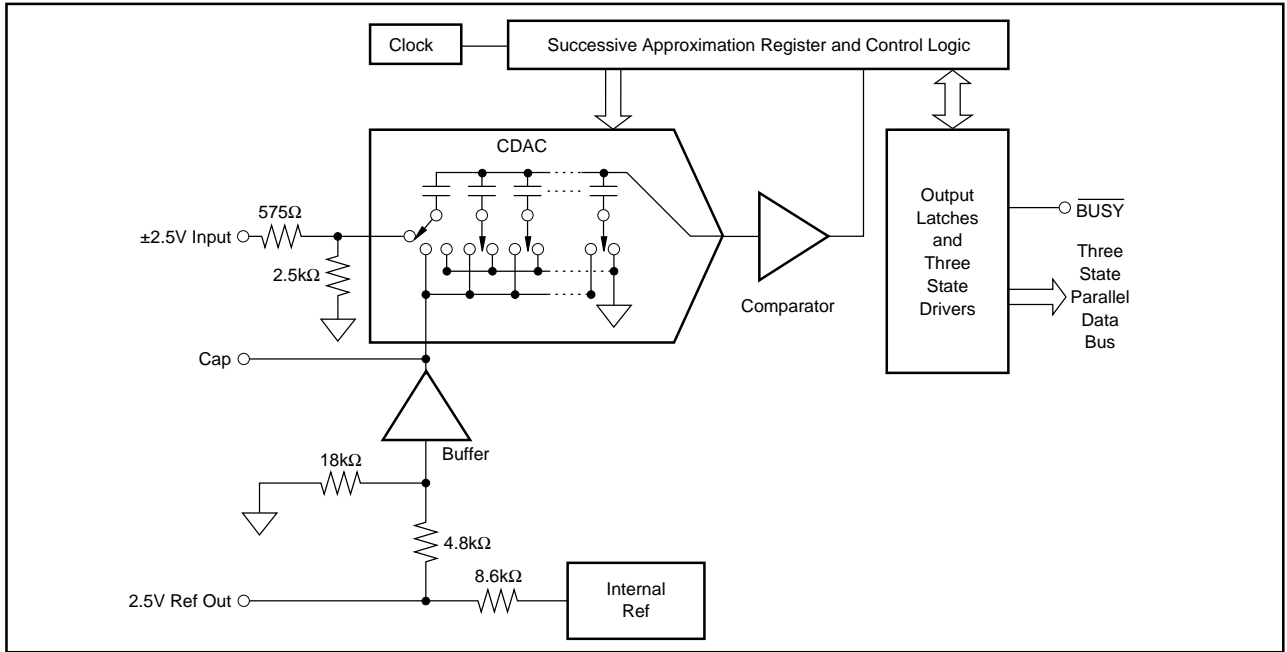 Clock
Successive Approximation Register and Control Logic
CDAC
575Ω
±2.5V Input
2.5kΩ
Comparator
Output
Latches
and
Three
State
Drivers
BUSY
Three
State
Parallel
Data
Bus
Cap
Buffer
18kΩ
4.8kΩ
8.6kΩ
2.5V Ref Out
Internal
Ref